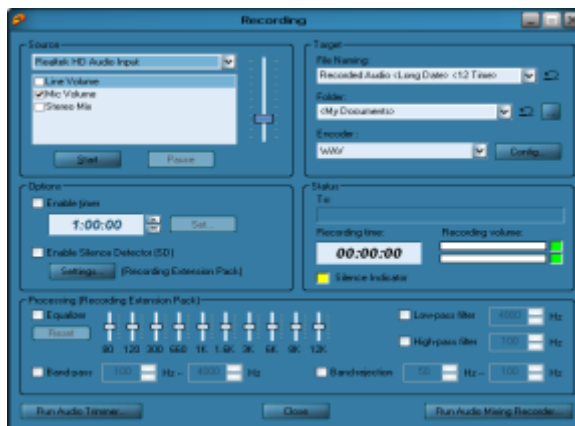 Recording
Source
Realtek HD Audio Input
Line Volume
Mic Volume
Stereo Mix
Start
Pause
Target
File Naming:
Recorded Audio <Long Date> <12 Time>
Folder:
<My Documents>
Encoder :
WAV
Config...
Options
Enable timer
1:00:00
Set...
Enable Silence Detector (SD)
Settings... (Recording Extension Pack)
Status
To:
Recording time:
Recording volume:
00:00:00
Silence Indicator
Processing (Recording Extension Pack)
Equalizer
Reset
80 120 300 660 1K 1.6K 3K 6K 9K 12K
Low-pass filter 4000 Hz
High-pass filter 100 Hz
Band pass 100 Hz - 4000 Hz
Band rejection 50 Hz - 100 Hz
Run Audio Trimmer...
Close
Run Audio Mixing Recorder...